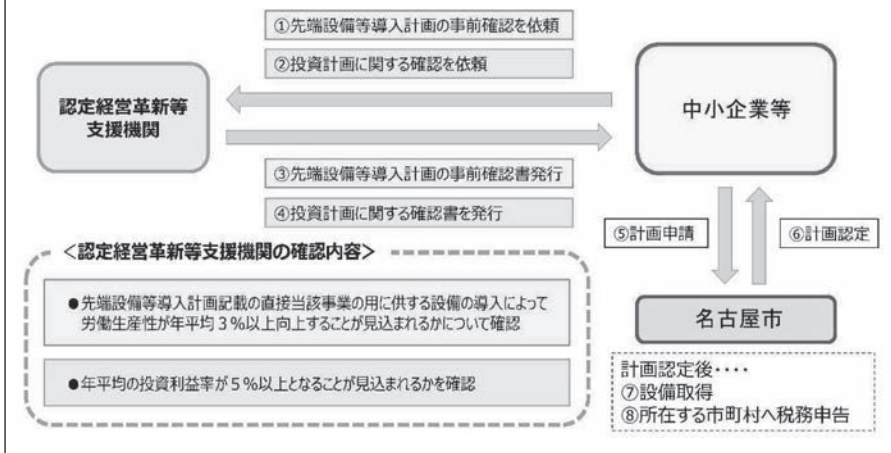 ①先端設備等導入計画の事前確認を依頼
②投資計画に関する確認を依頼
認定経営革新等
支援機関
中小企業等
③先端設備等導入計画の事前確認書発行
④投資計画に関する確認書を発行
⑤計画申請
⑥計画認定
<認定経営革新等支援機関の確認内容>
●先端設備等導入計画記載の直接当該事業の用に供する設備の導入によって
労働生産性が年平均3%以上向上することが見込まれるかについて確認
●年平均の投資利益率が5%以上となることが見込まれるかを確認
名古屋市
計画認定後・・・・
⑦設備取得
⑧所在する市町村へ税務申告